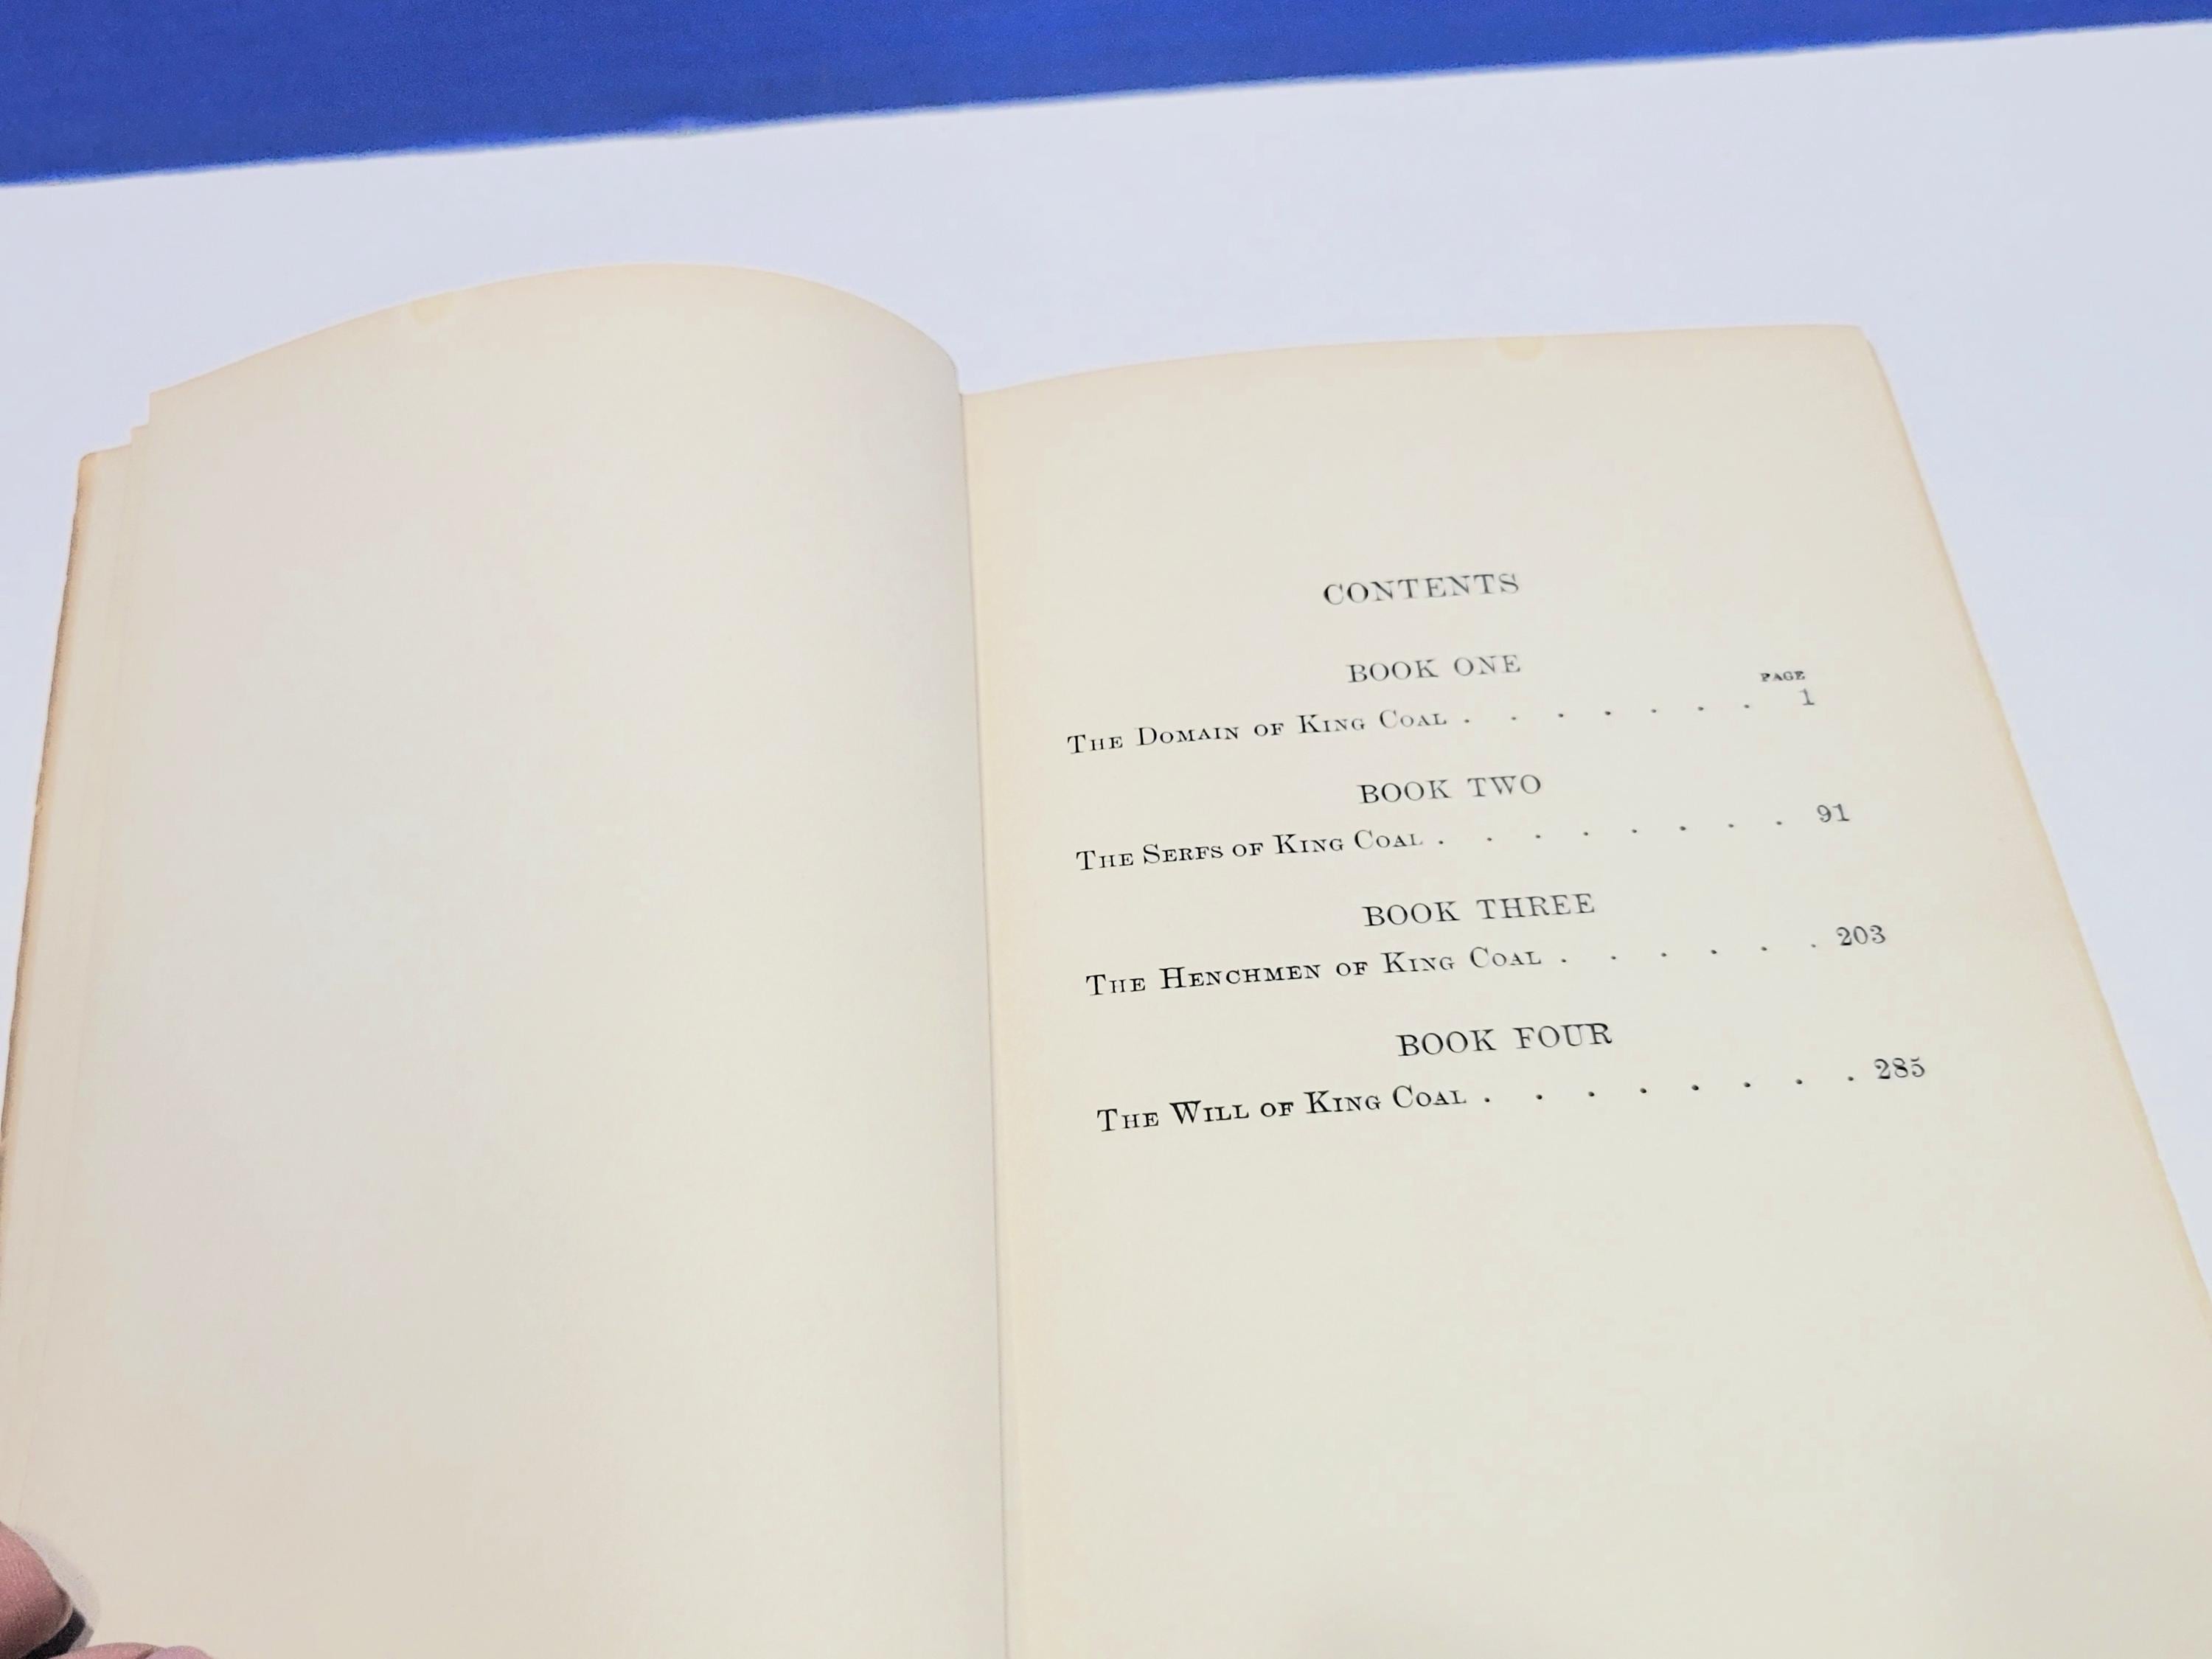 CONTENTS
BOOK ONE
PAGE
The Domain of King Coal . . . . . . . 1
BOOK TWO
The Serfs of King Coal . . . . . . . . 91
BOOK THREE
The Henchmen of King Coal . . . . . . 203
BOOK FOUR
The Will of King Coal . . . . . . . . 285